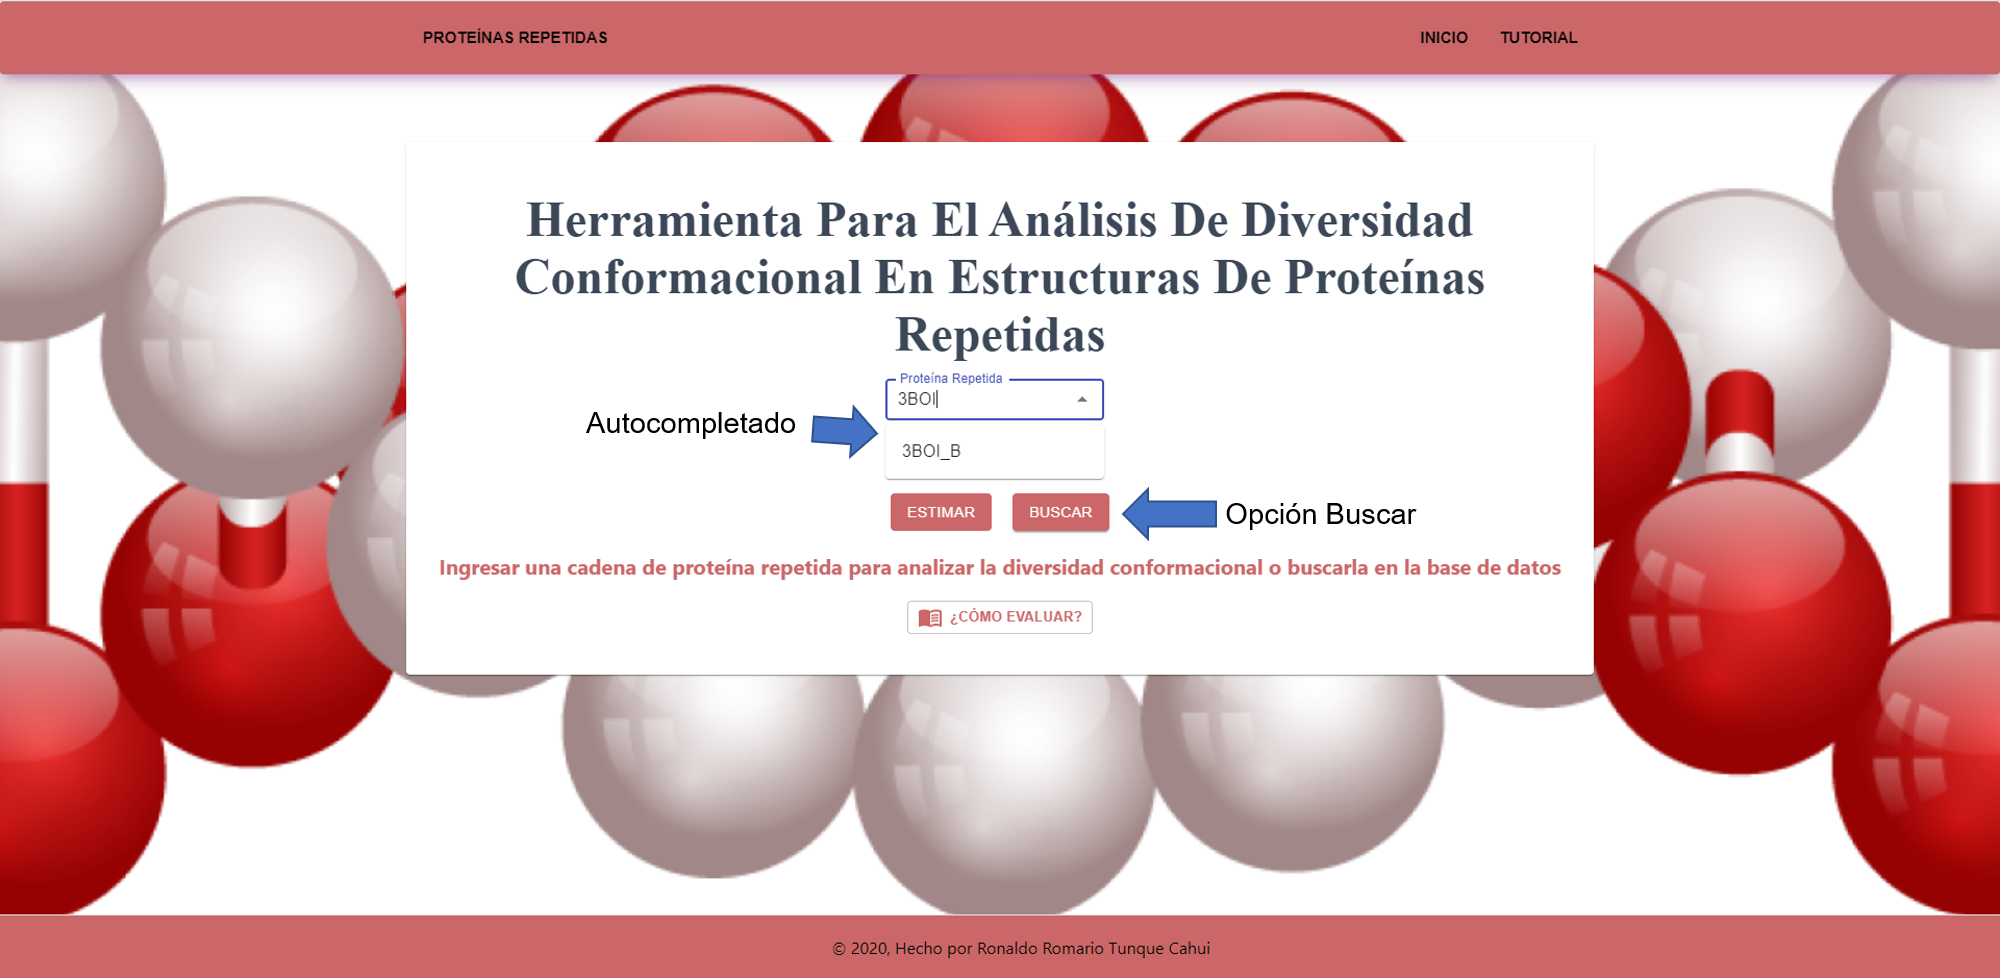 PROTEÍNAS REPETIDAS
INICIO
TUTORIAL
Herramienta Para El Análisis De Diversidad
Conformacional En Estructuras De Proteínas
Repetidas
Proteína Repetida
3BOI
Autocompletado
3BOI_B
ESTIMAR
BUSCAR
Opción Buscar
Ingresar una cadena de proteína repetida para analizar la diversidad conformacional o buscarla en la base de datos
¿CÓMO EVALUAR?
© 2020, Hecho por Ronaldo Romario Tunque Cahui